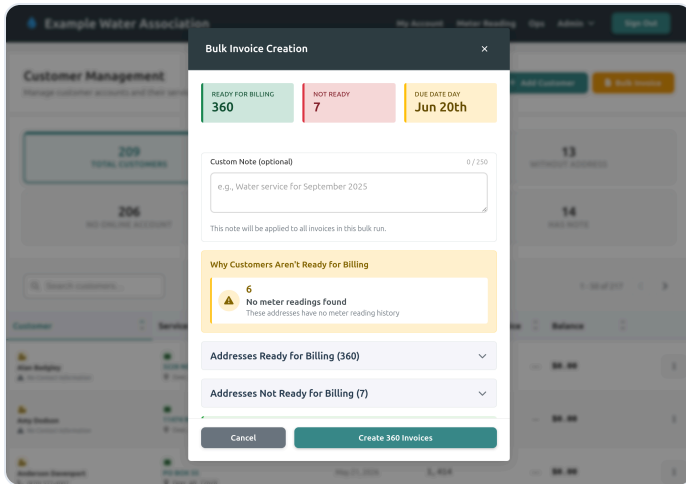 Example Water Association
My Account Meter Reading Ops Admin Sign Out
Bulk Invoice Creation
Customer Management
Manage customer accounts and their
Add Customer
Bulk Invoice
READY FOR BILLING
360
NOT READY
7
DUE DATE DAY
Jun 20th
209
TOTAL CUSTOMERS
13
WITHOUT ADDRESS
206
NO ONLINE ACCOUNT
14
HAS NOTE
Custom Note (optional)
0 / 250
e.g., Water service for September 2025
This note will be applied to all invoices in this bulk run.
Why Customers Aren't Ready for Billing
6
No meter readings found
These addresses have no meter reading history
Addresses Ready for Billing (360)
Addresses Not Ready for Billing (7)
Cancel
Create 360 Invoices
Search customers...
Customer
Service
Balance
Alan Badgley
$0.00
Amy Hudson
$0.00
Anderson Davenport
$0.00